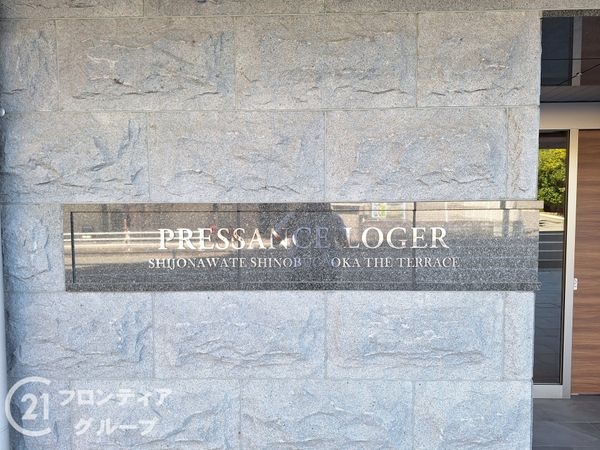 PRESSANCE LOGER
SHIJONAWATE SHINOBUGAOKA THE TERRACE
21 フロンティア
グループ